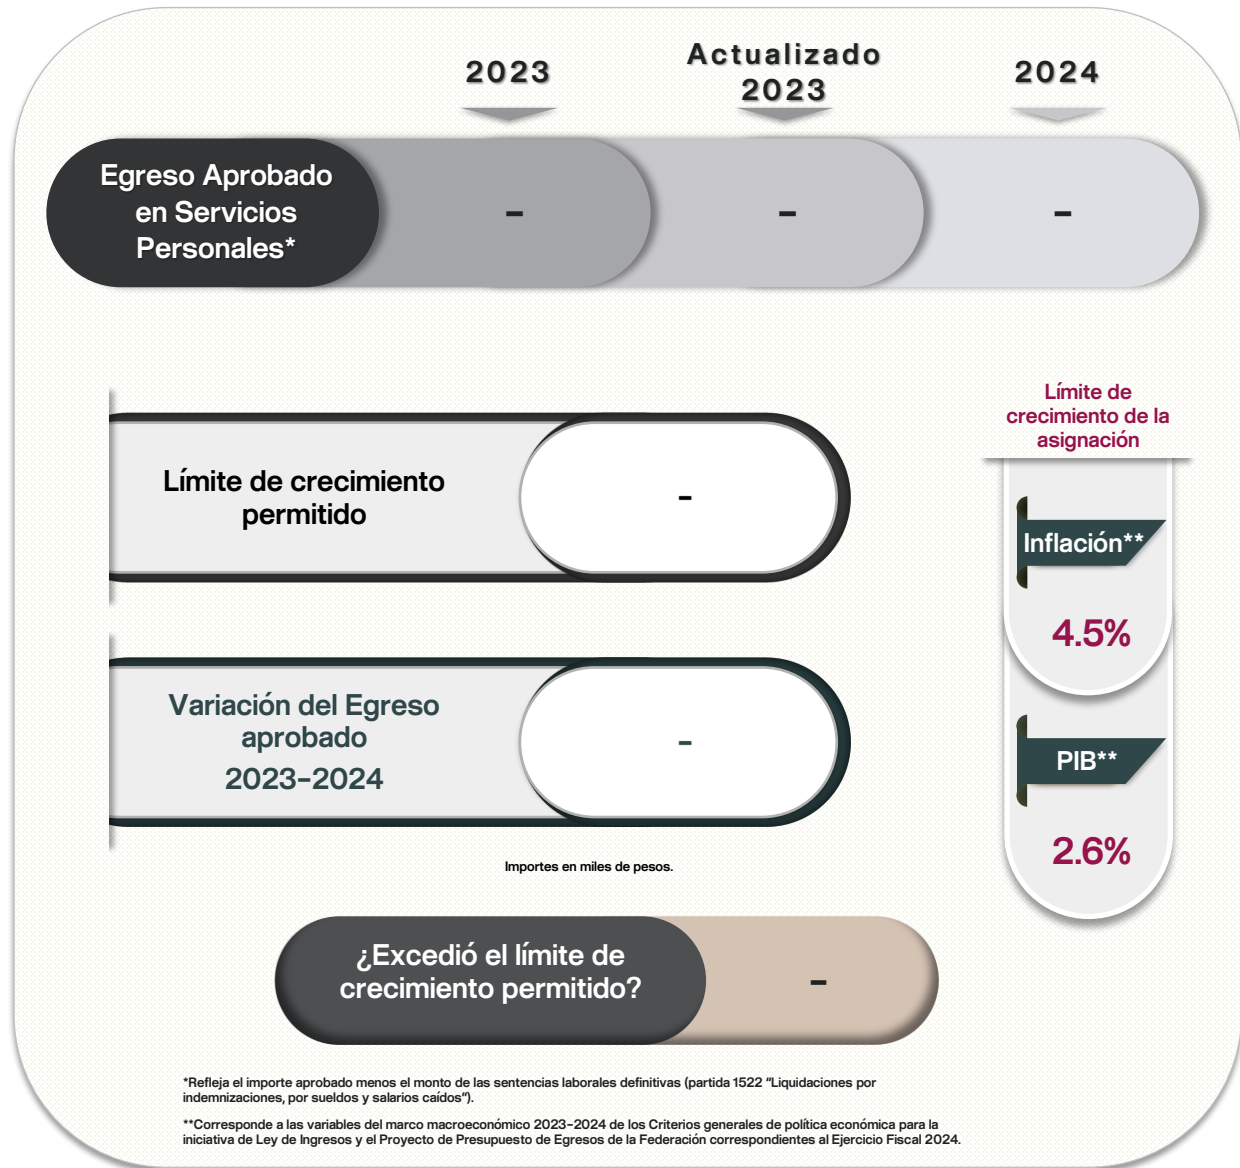 2023
Actualizado
2023
2024
Egreso Aprobado
en Servicios
Personales*
-
-
-
Límite de crecimiento
permitido
-
Variación del Egreso
aprobado
2023-2024
-
Límite de
crecimiento de la
asignación
Inflación**
4.5%
PIB**
2.6%
Importes en miles de pesos.
¿Excedió el límite de
crecimiento permitido?
-
*Refleja el importe aprobado menos el monto de las sentencias laborales definitivas (partida 1522 "Liquidaciones por
indemnizaciones, por sueldos y salarios caídos").
**Corresponde a las variables del marco macroeconómico 2023-2024 de los Criterios generales de política económica para la
iniciativa de Ley de Ingresos y el Proyecto de Presupuesto de Egresos de la Federación correspondientes al Ejercicio Fiscal 2024.